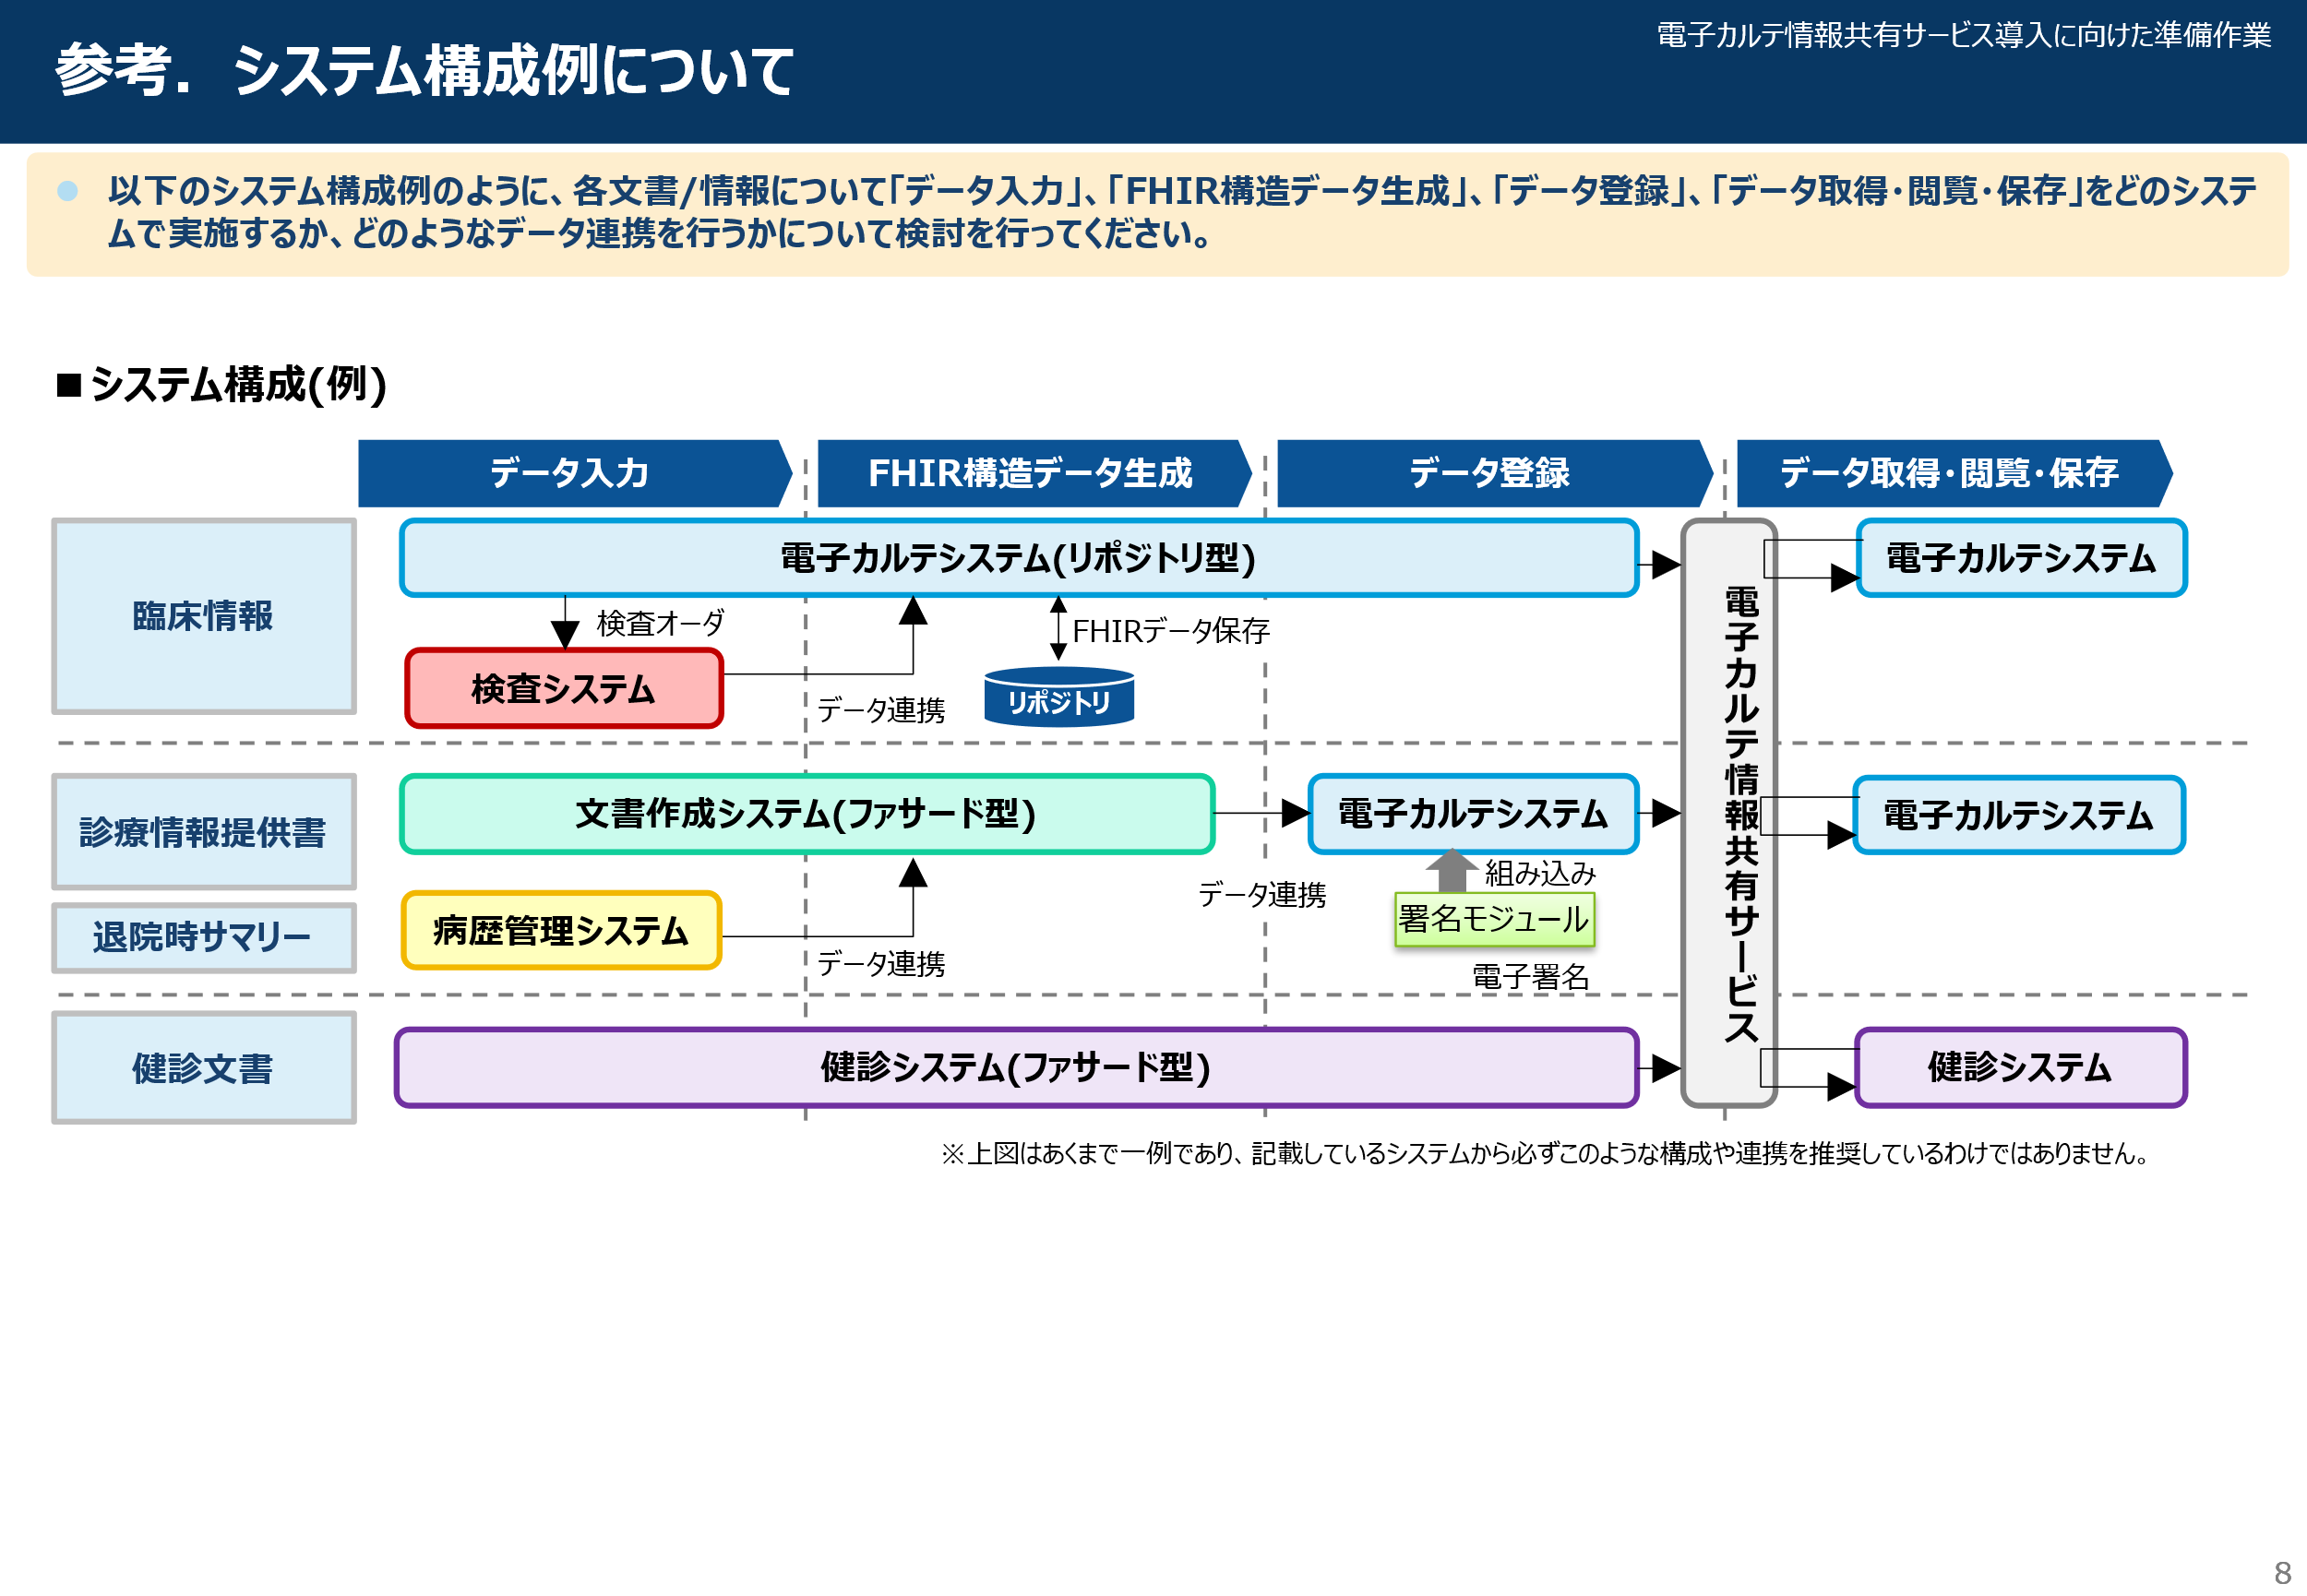 電子カルテ情報共有サービス導入に向けた準備作業
参考．システム構成例について
以下のシステム構成例のように、各文書/情報について「データ入力」、「FHIR構造データ生成」、「データ登録」、「データ取得・閲覧・保存」をどのシステ
ムで実施するか、どのようなデータ連携を行うかについて検討を行ってください。
■システム構成(例)
データ入力
FHIR構造データ生成
データ登録
データ取得・閲覧・保存
臨床情報
電子カルテシステム(リポジトリ型)
電子カルテシステム
検査オーダ
FHIRデータ保存
検査システム
データ連携
リポジトリ
電子カルテ情報共有サービス
診療情報提供書
文書作成システム(ファサード型)
電子カルテシステム
電子カルテシステム
データ連携
組み込み
署名モジュール
電子署名
退院時サマリー
病歴管理システム
データ連携
健診文書
健診システム(ファサード型)
健診システム
※上図はあくまで一例であり、記載しているシステムから必ずこのような構成や連携を推奨しているわけではありません。
8